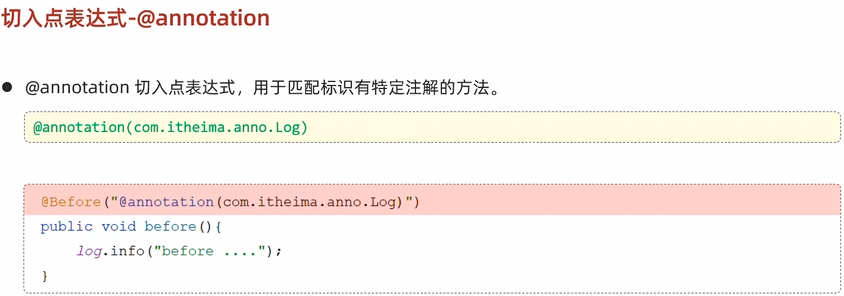 切入点表达式-@annotation
● @annotation 切入点表达式，用于匹配标识有特定注解的方法。
@annotation(com.itheima.anno.Log)
@Before("@annotation(com.itheima.anno.Log)")
public void before(){
    log.info("before ....");
}